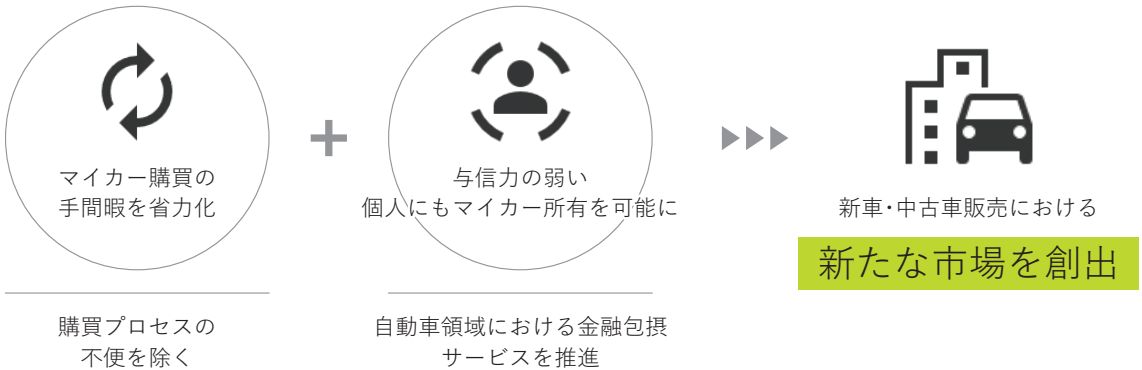 マイカー購買の
手間暇を省力化
購買プロセスの
不便を除く
与信力の弱い
個人にもマイカー所有を可能に
自動車領域における金融包摂
サービスを推進
新車・中古車販売における
新たな市場を創出